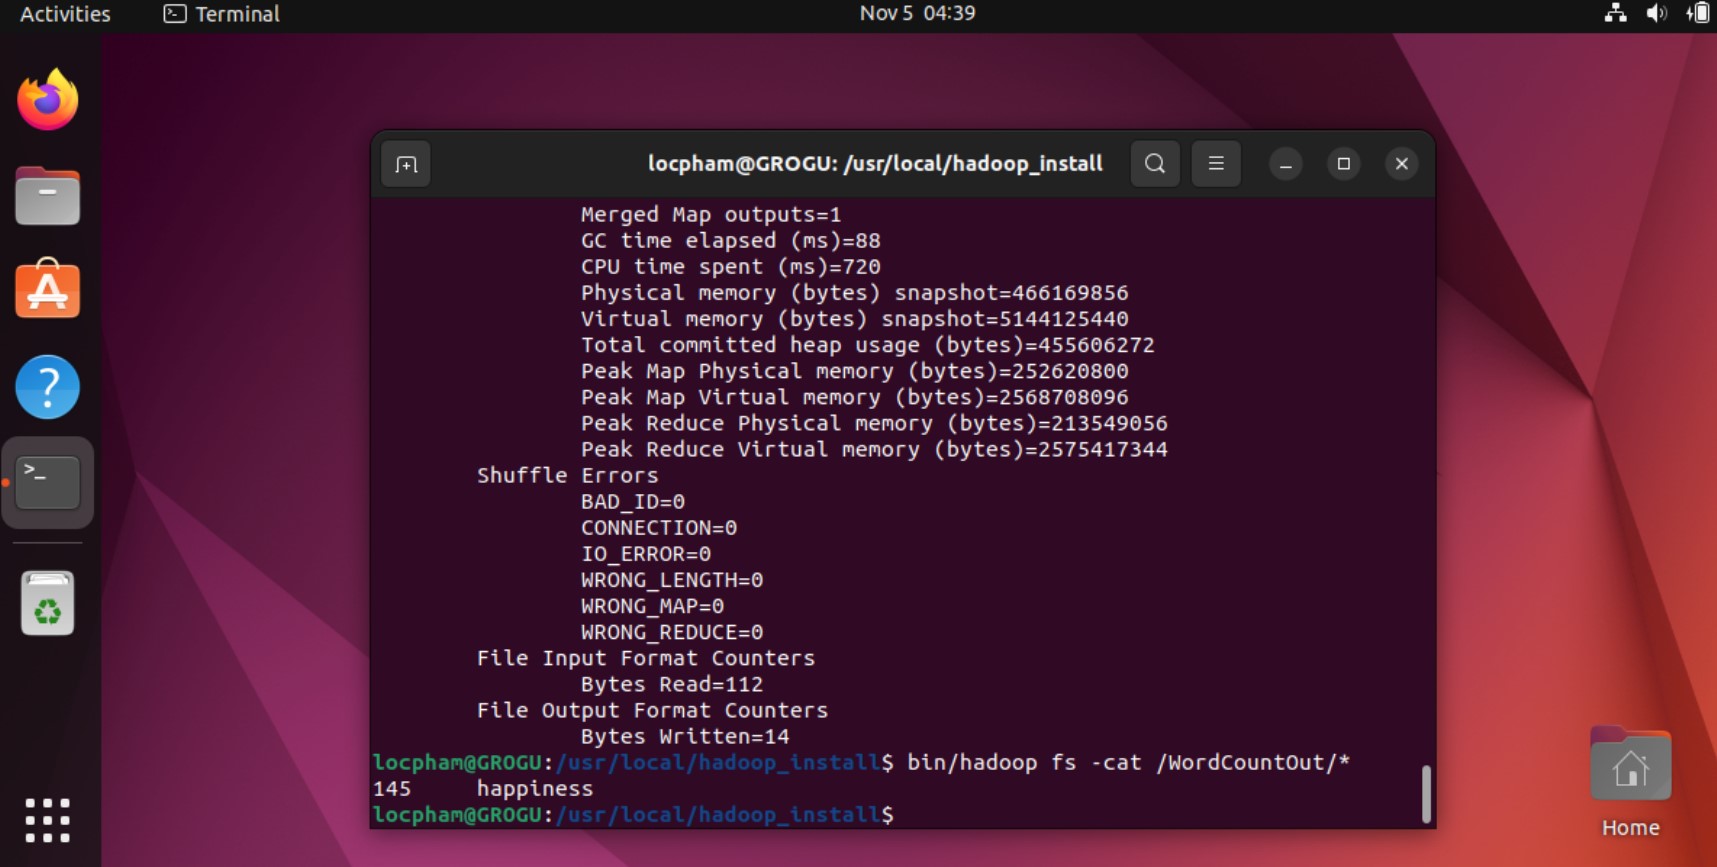 Activities
Terminal
Nov 5 04:39
locpham@GROGU: /usr/local/hadoop_install
Merged Map outputs=1
GC time elapsed (ms)=88
CPU time spent (ms)=720
Physical memory (bytes) snapshot=466169856
Virtual memory (bytes) snapshot=5144125440
Total committed heap usage (bytes)=455606272
Peak Map Physical memory (bytes)=252620800
Peak Map Virtual memory (bytes)=2568708096
Peak Reduce Physical memory (bytes)=213549056
Peak Reduce Virtual memory (bytes)=2575417344
Shuffle Errors
BAD_ID=0
CONNECTION=0
IO_ERROR=0
WRONG_LENGTH=0
WRONG_MAP=0
WRONG_REDUCE=0
File Input Format Counters
Bytes Read=112
File Output Format Counters
Bytes Written=14
locpham@GROGU:/usr/local/hadoop_install$ bin/hadoop fs -cat /WordCountOut/*
145 happiness
locpham@GROGU:/usr/local/hadoop_install$
Home